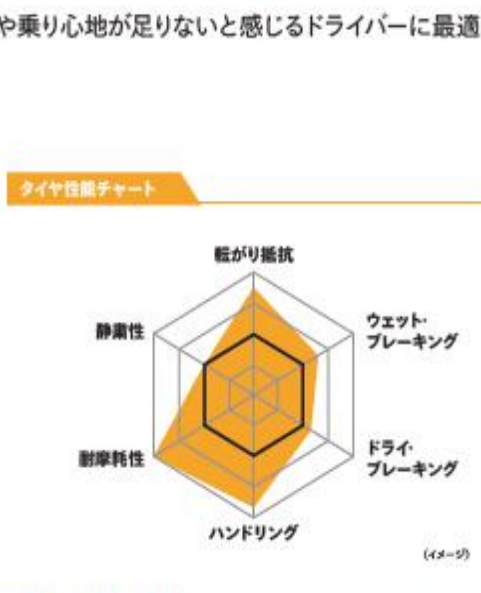 や乗り心地が足りないと感じるドライバーに最適
タイヤ性能チャート
転がり抵抗
静粛性
ウェット・
ブレーキング
耐摩耗性
ドライ・
ブレーキング
ハンドリング
(イメージ)